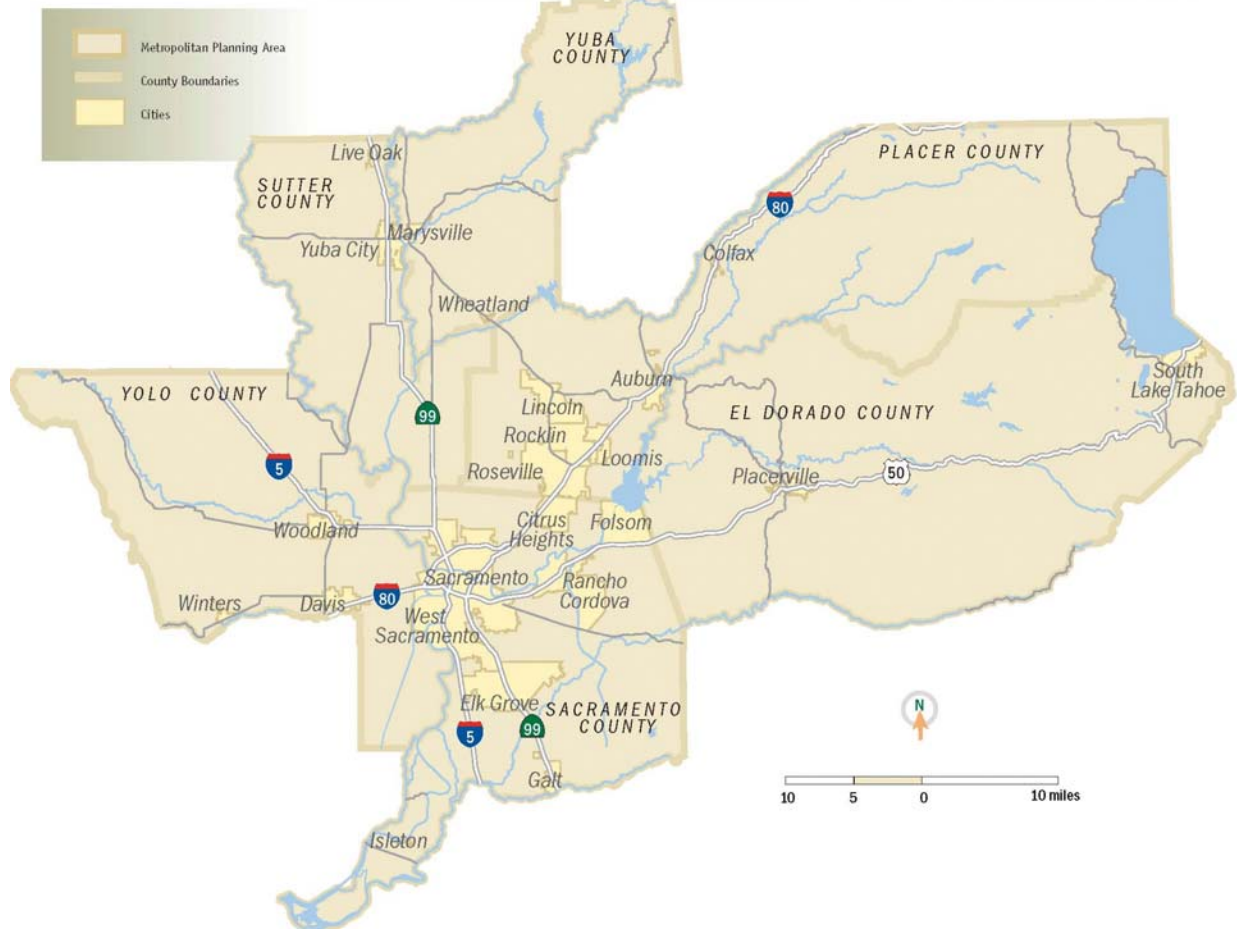 Metropolitan Planning Area
County Boundaries
Cities
YUBA
COUNTY
PLACER COUNTY
Live Oak
SUTTER
COUNTY
80
Marysville
Yuba City
Colfax
Wheatland
Auburn
South
Lake Tahoe
YOLO COUNTY
99
Lincoln
EL DORADO COUNTY
Rocklin
Loomis
5
Roseville
Placerville
50
Woodland
Citrus
Heights
Folsom
Sacramento
Rancho
Cordova
Winters
Davis
80
West
Sacramento
Elk Grove
SACRAMENTO
COUNTY
N
5
99
Galt
10
5
0
10 miles
Isleton